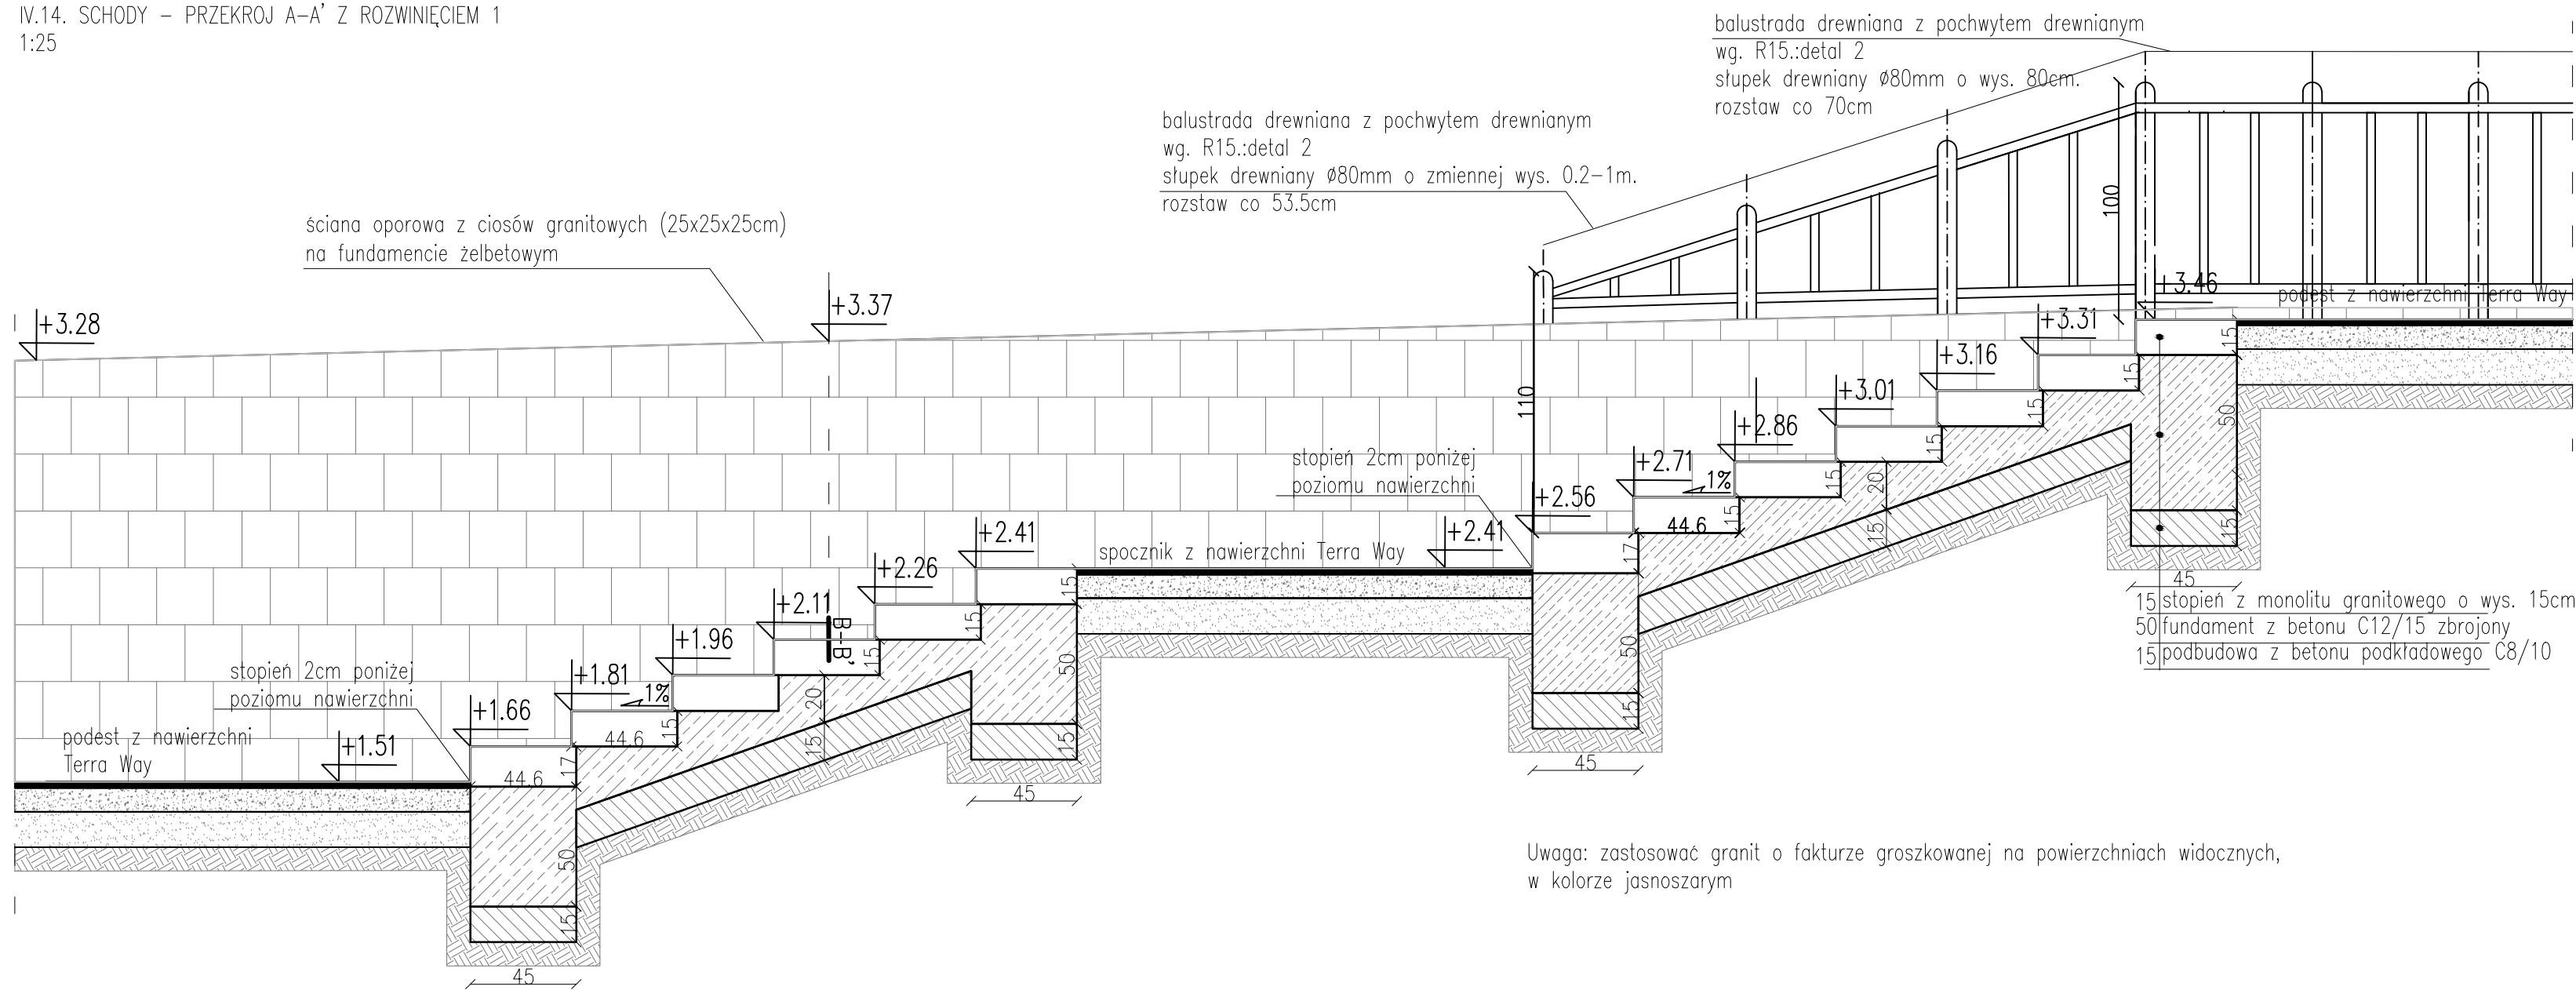 IV.14. SCHODY – PRZEKROJ A–A' Z ROZWINIĘCIEM 1
1:25
balustrada drewniana z pochwytem drewnianym
wg. R15.:detal 2
słupek drewniany Ø80mm o wys. 80cm.
rozstaw co 70cm
balustrada drewniana z pochwytem drewnianym
wg. R15.:detal 2
słupek drewniany Ø80mm o zmiennej wys. 0.2–1m.
rozstaw co 53.5cm
ściana oporowa z ciosów granitowych (25x25x25cm)
na fundamencie żelbetowym
+3.28
+3.37
100
+3.46
podest z nawierzchni Terra Way
+3.31
15
+3.16
15
+3.01
15
50
110
+2.86
15
stopień 2cm poniżej
poziomu nawierzchni
+2.71
1%
15
20
+2.56
44.6
15
15
15
+2.41
spocznik z nawierzchni Terra Way
+2.41
17
+2.26
15
+2.11
B–B'
15
+1.96
15
50
50
45
15 stopień z monolitu granitowego o wys. 15cm
50 fundament z betonu C12/15 zbrojony
15 podbudowa z betonu podkładowego C8/10
stopień 2cm poniżej
poziomu nawierzchni
+1.81
1%
20
15
+1.66
44.6
15
15
15
podest z nawierzchni
Terra Way
+1.51
17
44.6
45
45
50
15
45
Uwaga: zastosować granit o fakturze groszkowanej na powierzchniach widocznych,
w kolorze jasnoszarym